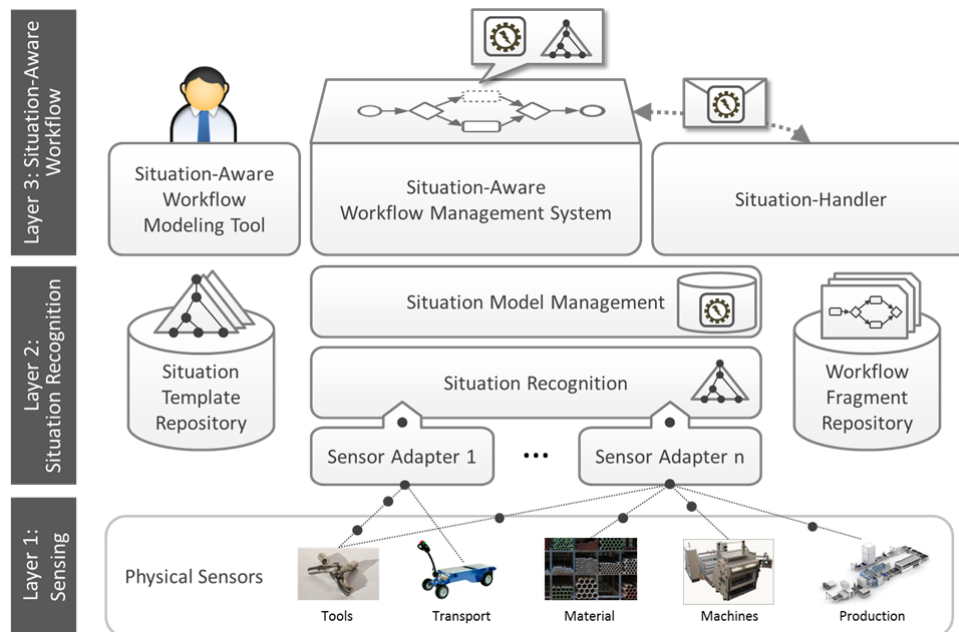 Layer 3: Situation-Aware
Workflow
Situation-Aware
Workflow
Modeling Tool
Situation-Aware
Workflow Management System
Situation-Handler
Layer 2:
Situation Recognition
Situation
Template
Repository
Situation Model Management
Situation Recognition
Workflow
Fragment
Repository
Sensor Adapter 1
...
Sensor Adapter n
Layer 1:
Sensing
Physical Sensors
Tools
Transport
Material
Machines
Production